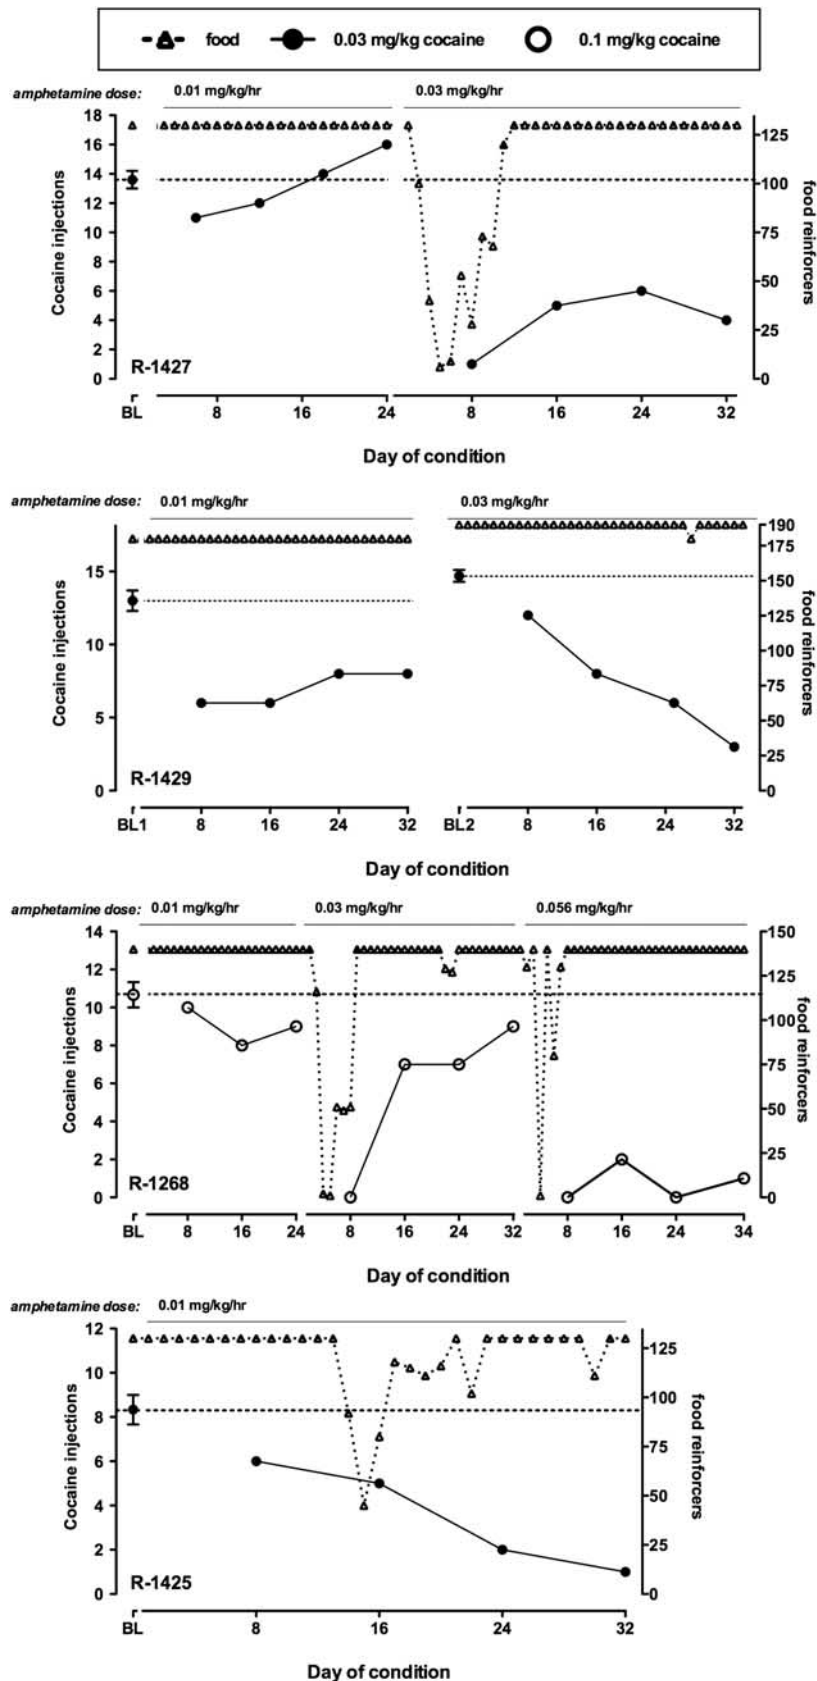 food 0.03 mg/kg cocaine 0.1 mg/kg cocaine
amphetamine dose: 0.01 mg/kg/hr 0.03 mg/kg/hr
18
16
14
12
10
8
6
4
2
0
Cocaine injections
125
100
75
50
25
0
food reinforcers
R-1427
BL 8 16 24 8 16 24 32
Day of condition
amphetamine dose: 0.01 mg/kg/hr 0.03 mg/kg/hr
15
10
5
0
Cocaine injections
190
175
150
125
100
75
50
25
0
food reinforcers
R-1429
BL1 8 16 24 32 BL2 8 16 24 32
Day of condition
amphetamine dose: 0.01 mg/kg/hr 0.03 mg/kg/hr 0.056 mg/kg/hr
14
12
10
8
6
4
2
0
Cocaine injections
150
125
100
75
50
25
0
food reinforcers
R-1268
BL 8 16 24 8 16 24 32 8 16 24 34
Day of condition
amphetamine dose: 0.01 mg/kg/hr
12
10
8
6
4
2
0
Cocaine injections
125
100
75
50
25
0
food reinforcers
R-1425
BL 8 16 24 32
Day of condition